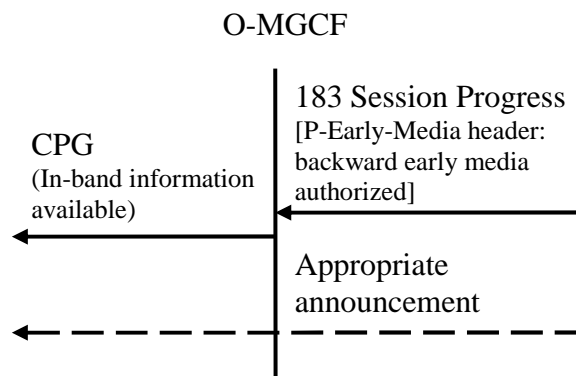 O-MGCF
183 Session Progress
[P-Early-Media header:
backward early media
authorized]
CPG
(In-band information
available)
Appropriate
announcement